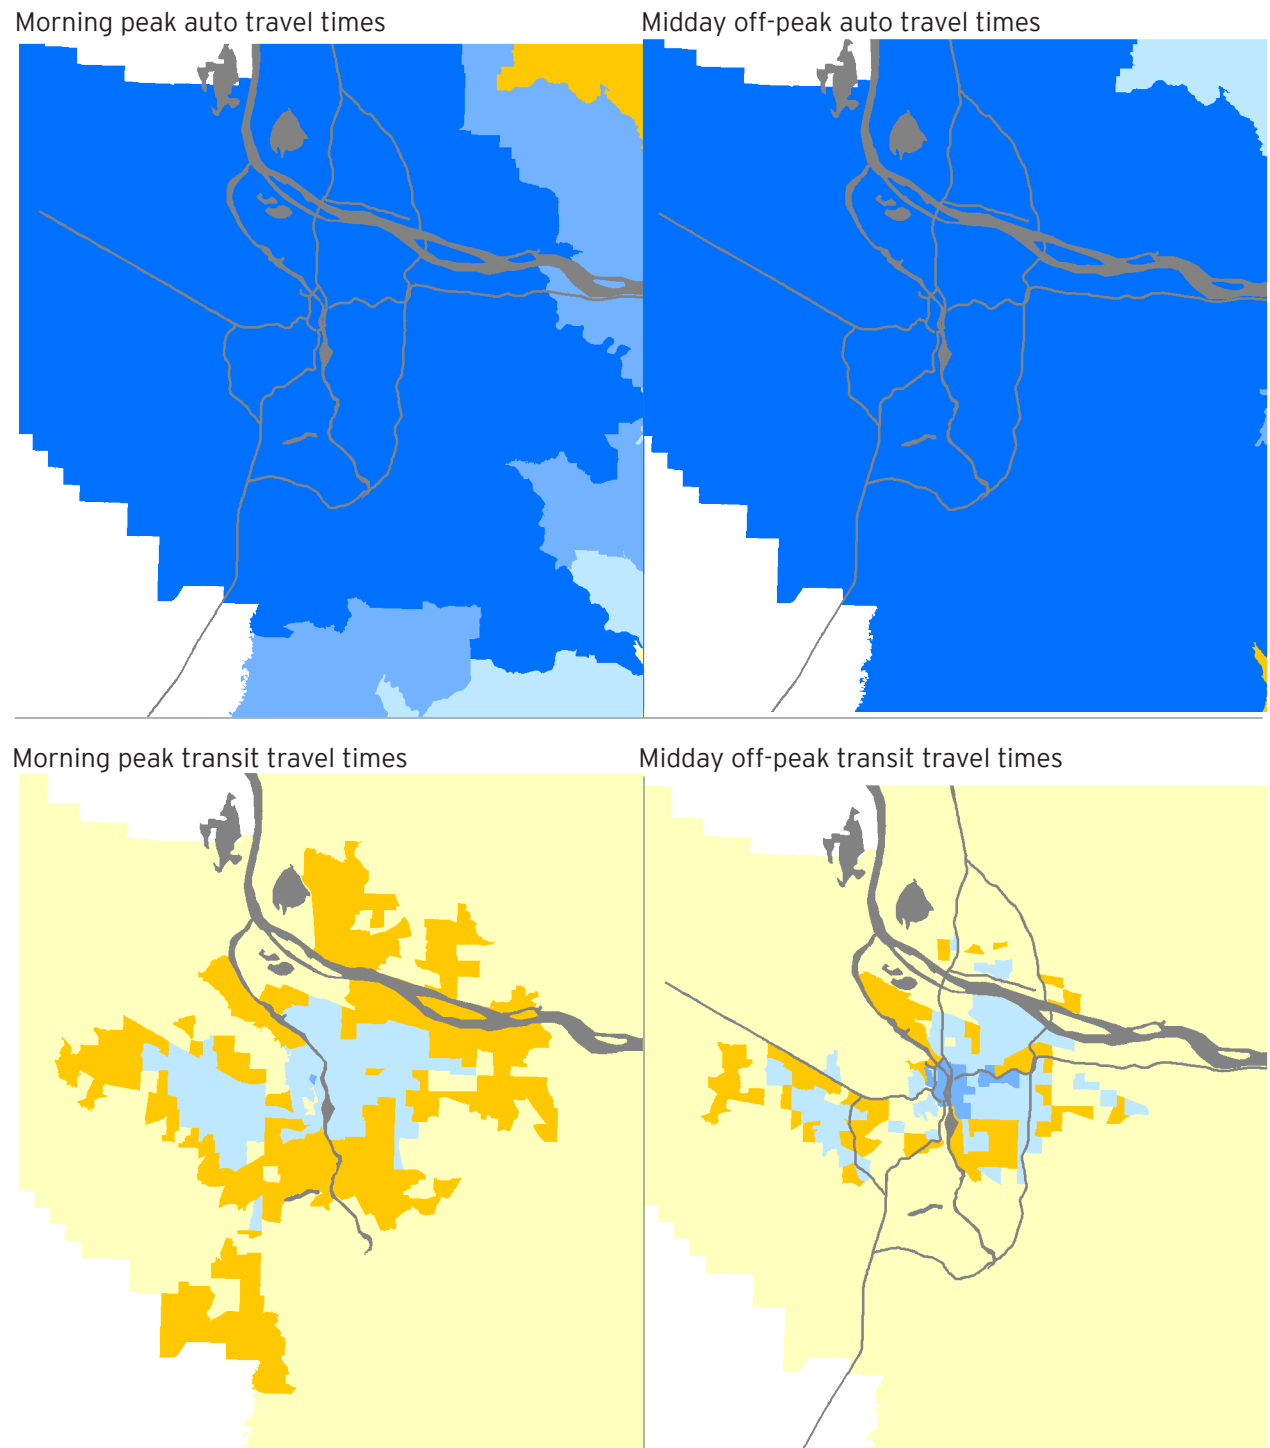 Morning peak auto travel times
Midday off-peak auto travel times
Morning peak transit travel times
Midday off-peak transit travel times